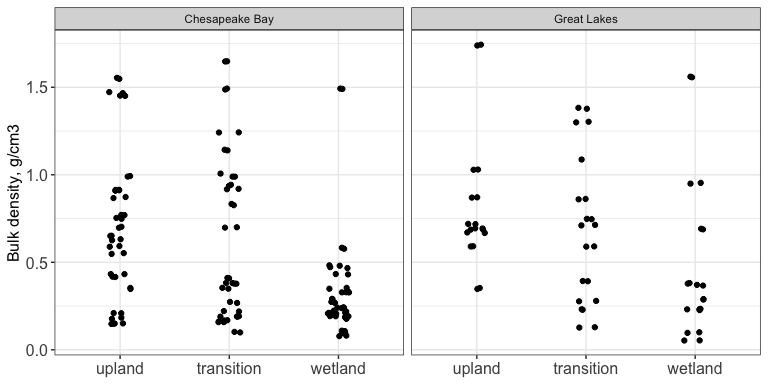 Chesapeake Bay
Great Lakes
Bulk density, g/cm3
1.5
1.0
0.5
0.0
upland transition wetland upland transition wetland